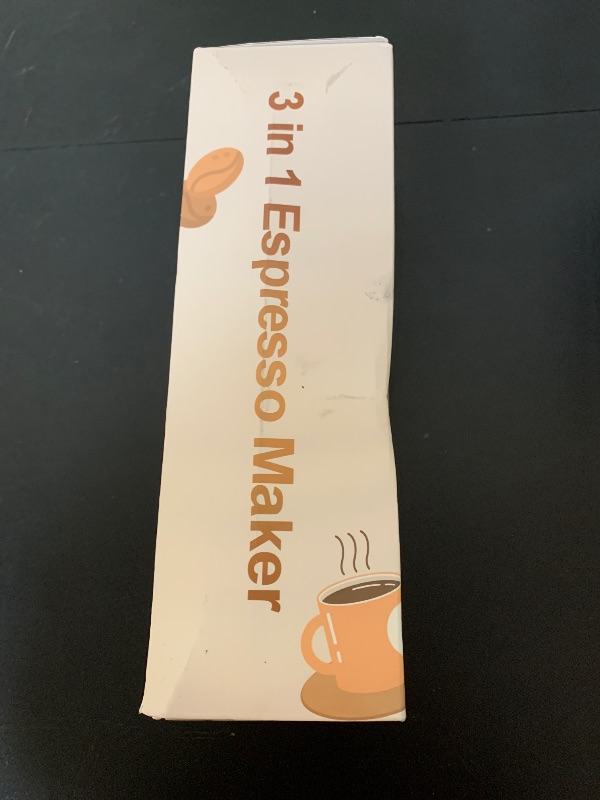 3 in 1 Espresso Maker